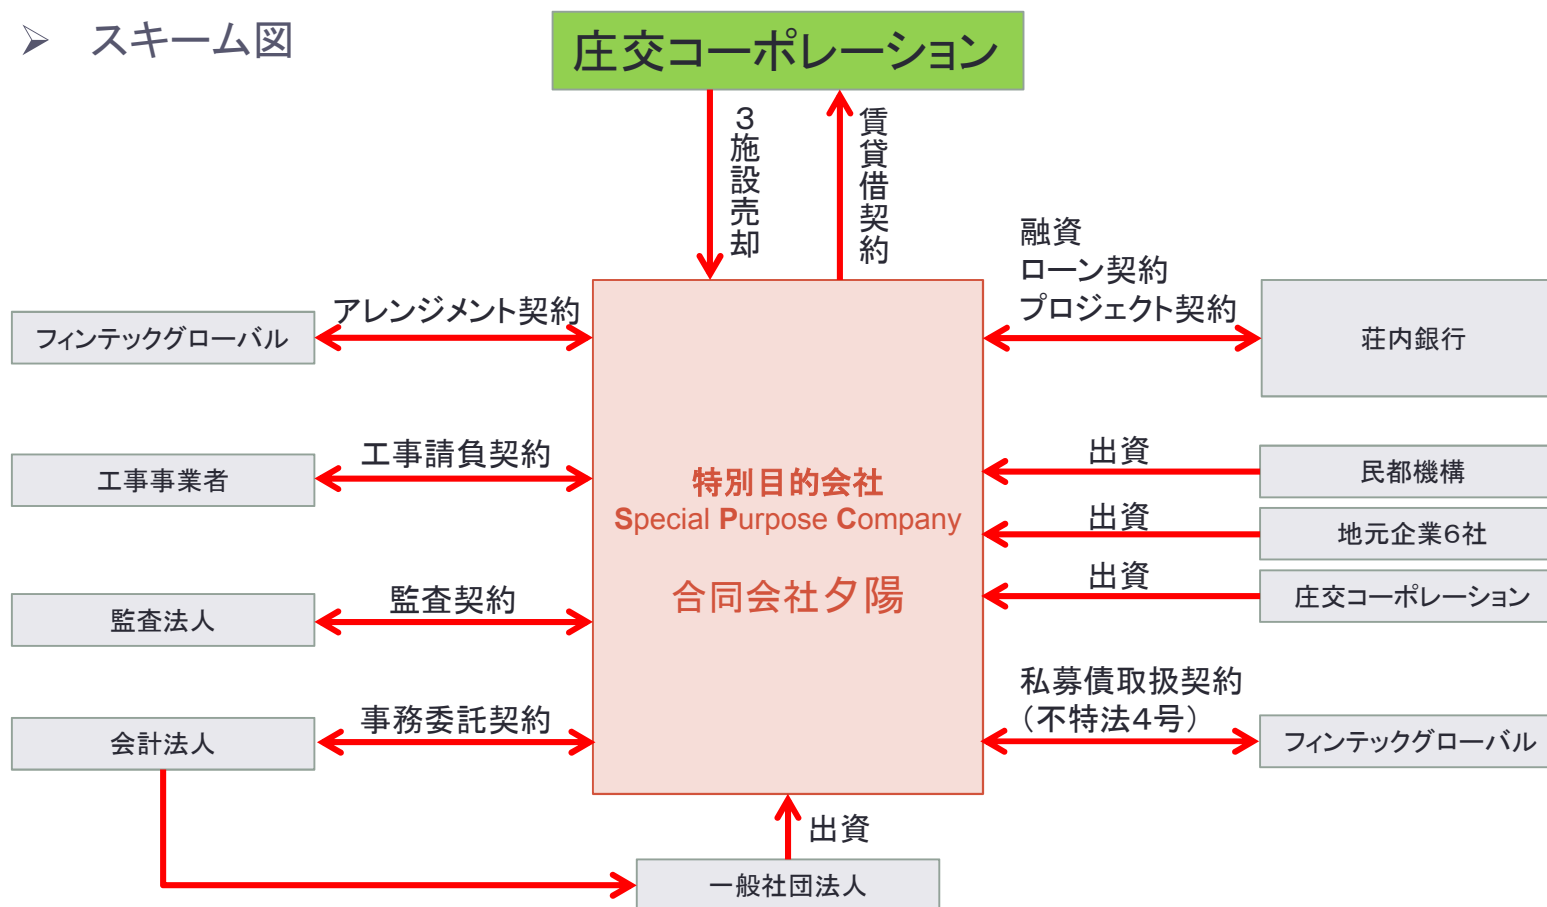 ➢ スキーム図
庄交コーポレーション
3施設売却
賃貸借契約
融資
ローン契約
プロジェクト契約
アレンジメント契約
フィンテックグローバル
荘内銀行
工事請負契約
工事事業者
出資
民都機構
特別目的会社
Special Purpose Company
出資
地元企業6社
合同会社夕陽
出資
庄交コーポレーション
監査契約
監査法人
私募債取扱契約
(不特法4号)
フィンテックグローバル
事務委託契約
会計法人
出資
一般社団法人